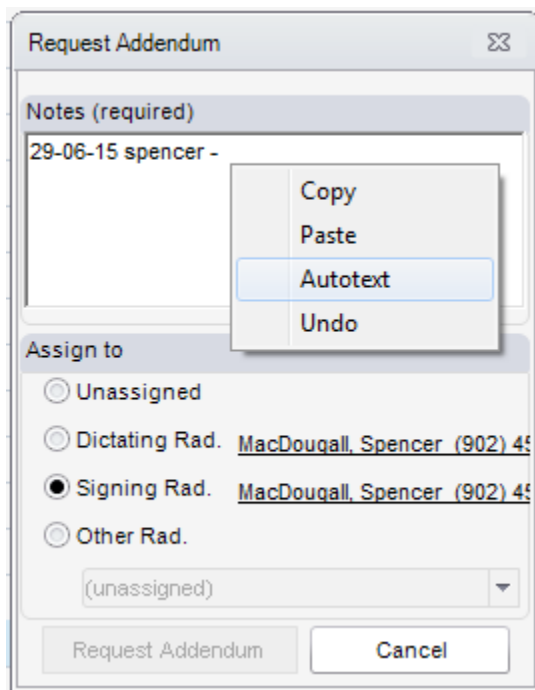 Request Addendum
Notes (required)
29-06-15 spencer -
Copy
Paste
Autotext
Undo
Assign to
Unassigned
Dictating Rad. MacDougall, Spencer (902) 45
Signing Rad. MacDougall, Spencer (902) 45
Other Rad.
(unassigned)
Request Addendum Cancel